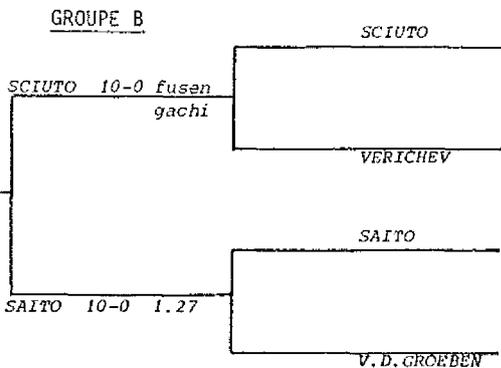 GROUPE B
SCIUTO
SCIUTO 10-0 fusen
gachi
VERICHEV
SAITO
SAITO 10-0 1.27
V.D.GROEBEN